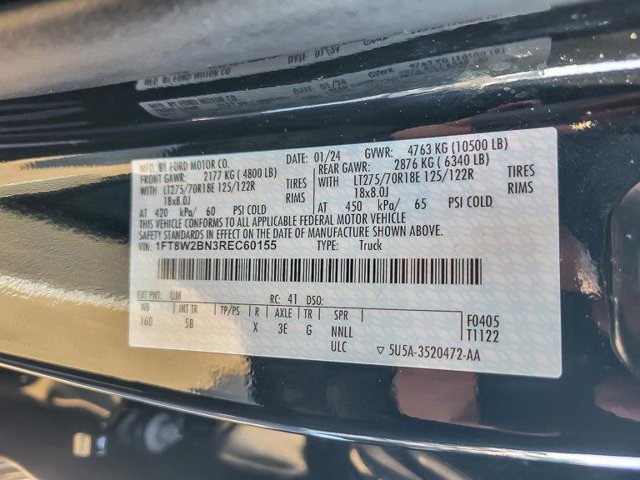 MFD BY FORD MOTOR CO. DATE: 01/24 GVWR: 4763 KG (10500 LB)
FRONT GAWR: 2177 KG ( 4800 LB) REAR GAWR: 2876 KG ( 6340 LB)
WITH LT275/70R18E 125/122R TIRES WITH LT275/70R18E 125/122R TIRES
18x8.0J RIMS 18x8.0J RIMS
AT 420 kPa/ 60 PSI COLD AT 450 kPa/ 65 PSI COLD
THIS VEHICLE CONFORMS TO ALL APPLICABLE FEDERAL MOTOR VEHICLE
SAFETY STANDARDS IN EFFECT ON THE DATE OF MANUFACTURE SHOWN ABOVE.
VIN: 1FT8W2BN3REC60155 TYPE: Truck
EXT PNT: UM RC: 41 DSO:
WB INT TR TP/PS R AXLE TR SPR F0405
160 5B X 3E G NNLL T1122
ULC 5U5A-3520472-AA